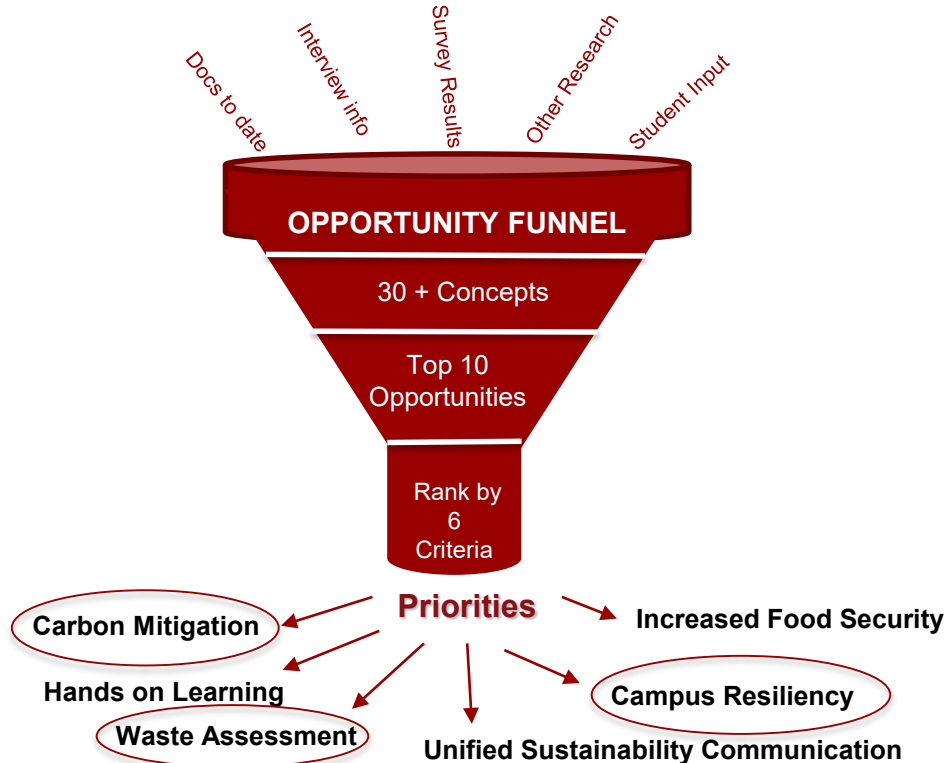 Docs to date
Interview info
Survey Results
Other Research
Student Input
OPPORTUNITY FUNNEL
30 + Concepts
Top 10
Opportunities
Rank by
6
Criteria
Priorities
Carbon Mitigation
Increased Food Security
Hands on Learning
Campus Resiliency
Waste Assessment
Unified Sustainability Communication